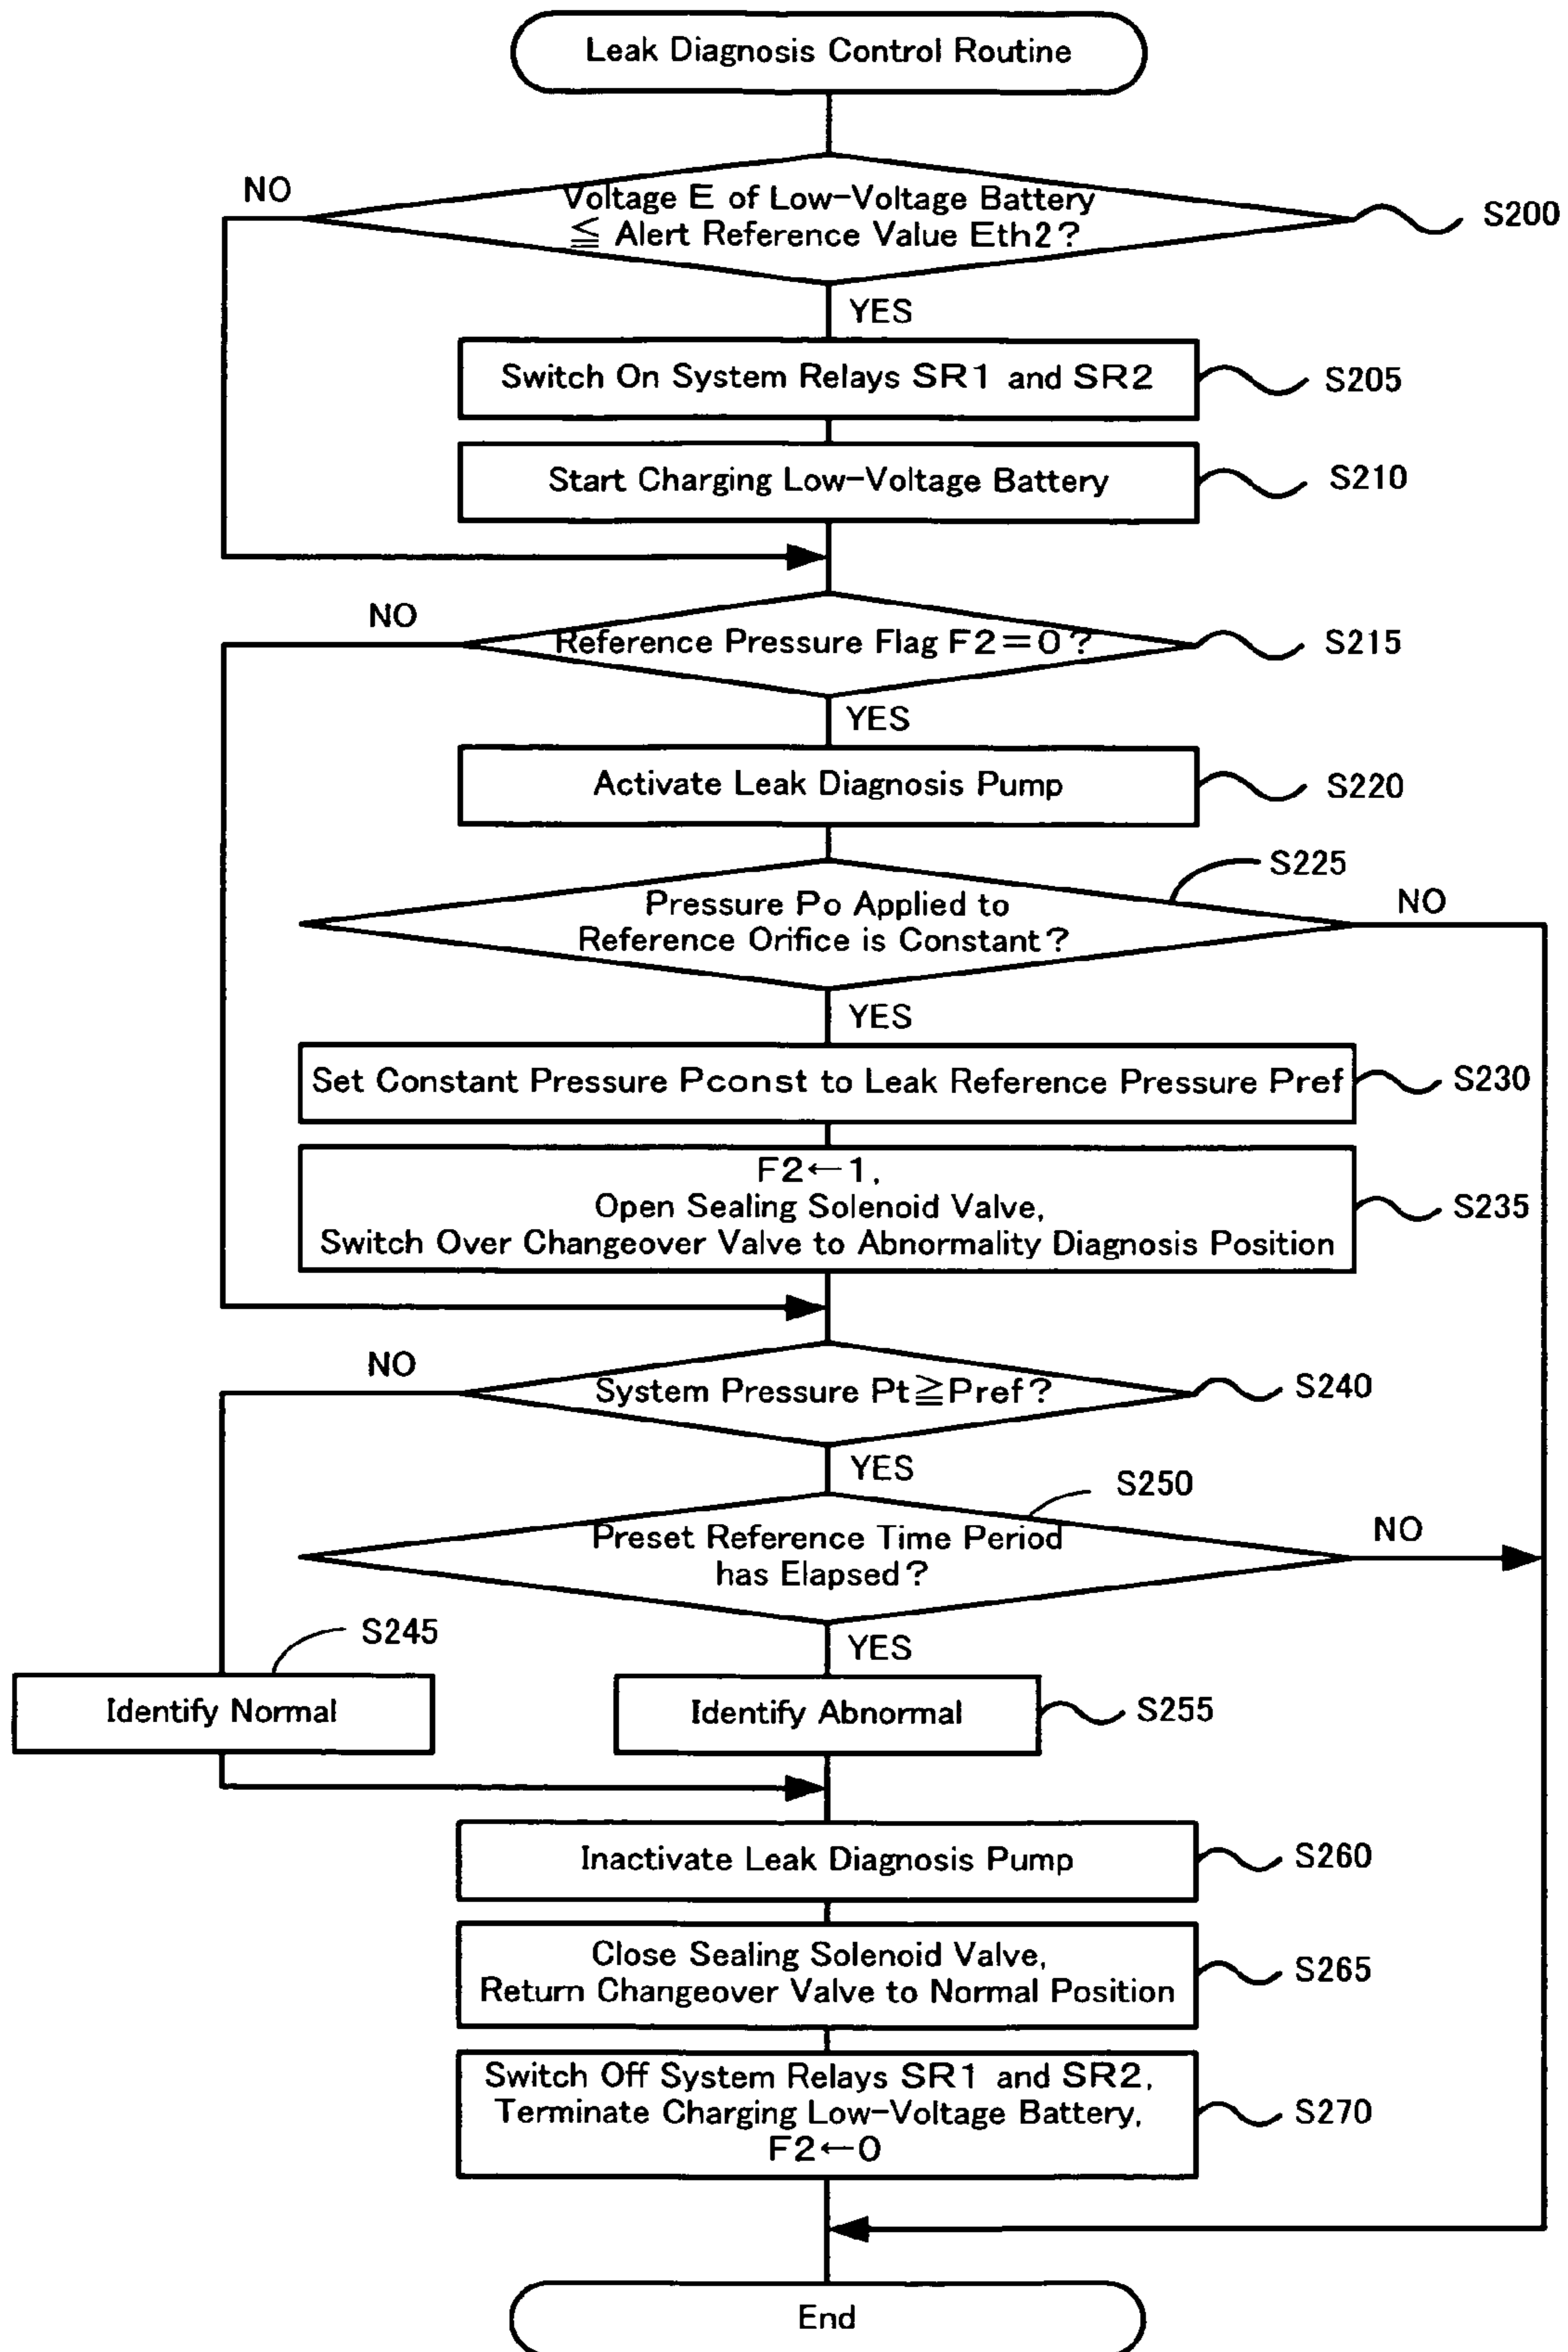 Leak Diagnosis Control Routine
NO
Voltage E of Low-Voltage Battery
≦ Alert Reference Value Eth2?
S200
YES
Switch On System Relays SR1 and SR2
S205
Start Charging Low-Voltage Battery
S210
NO
Reference Pressure Flag F2=0?
S215
YES
Activate Leak Diagnosis Pump
S220
S225
Pressure Po Applied to
Reference Orifice is Constant?
NO
YES
Set Constant Pressure Pconst to Leak Reference Pressure Pref
S230
F2←1,
Open Sealing Solenoid Valve,
Switch Over Changeover Valve to Abnormality Diagnosis Position
S235
NO
System Pressure Pt≧Pref?
S240
YES
S250
Preset Reference Time Period
has Elapsed?
NO
S245
YES
Identify Normal
Identify Abnormal
S255
Inactivate Leak Diagnosis Pump
S260
Close Sealing Solenoid Valve,
Return Changeover Valve to Normal Position
S265
Switch Off System Relays SR1 and SR2,
Terminate Charging Low-Voltage Battery,
F2←0
S270
End